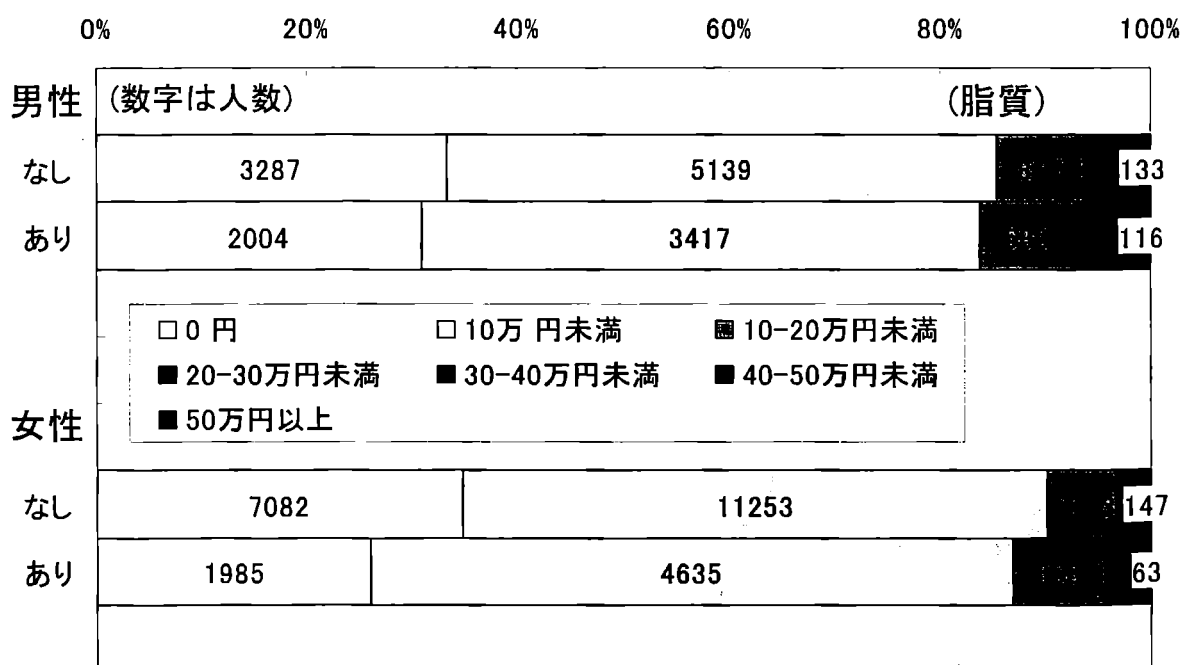 0% 20% 40% 60% 80% 100%
男性 (数字は人数) (脂質)
なし 3287 5139 133
あり 2004 3417 116
□0 円 □10万 円未満 ▦10-20万円未満
■20-30万円未満 ■30-40万円未満 ■40-50万円未満
■50万円以上
女性
なし 7082 11253 147
あり 1985 4635 63